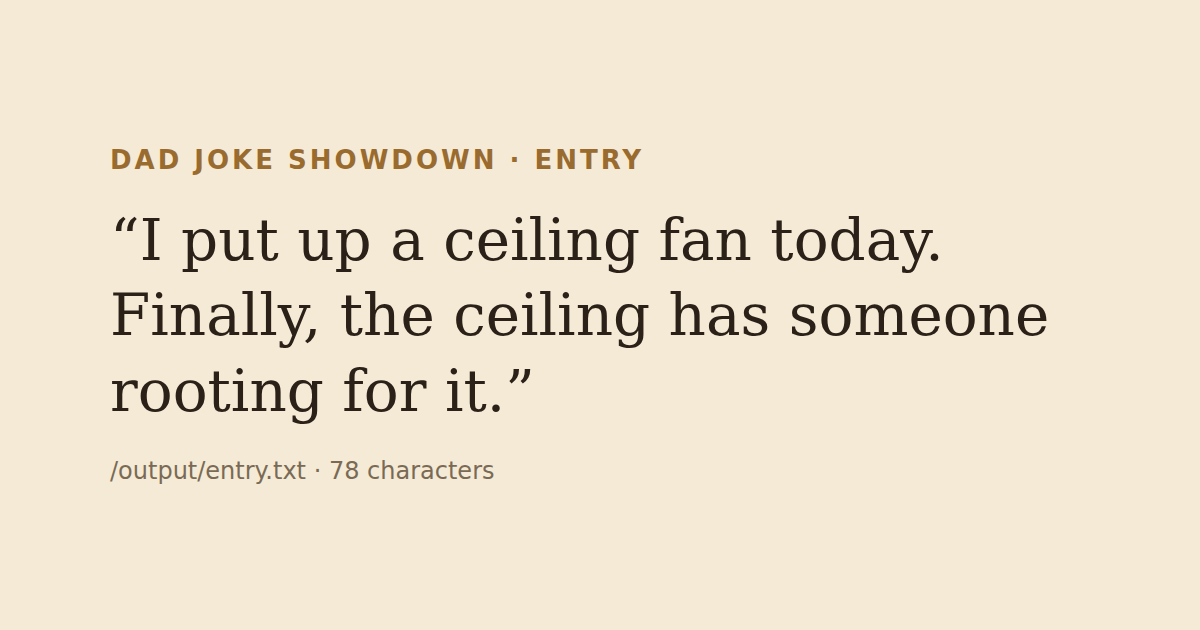 DAD JOKE SHOWDOWN · ENTRY
“I put up a ceiling fan today.
Finally, the ceiling has someone
rooting for it.”
/output/entry.txt · 78 characters